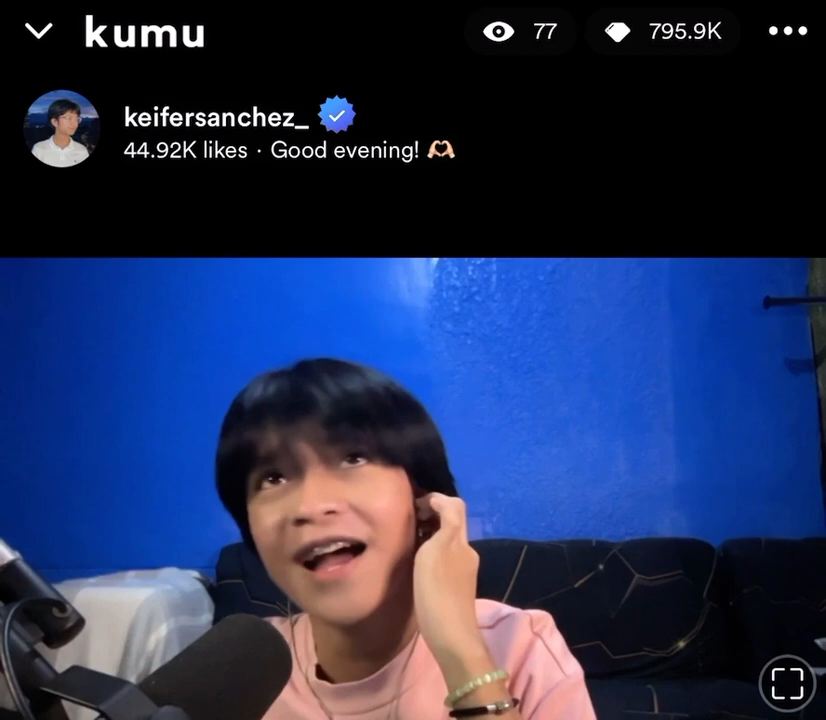 kumu
77
795.9K
keifersanchez_
44.92K likes · Good evening! 🫶🏻